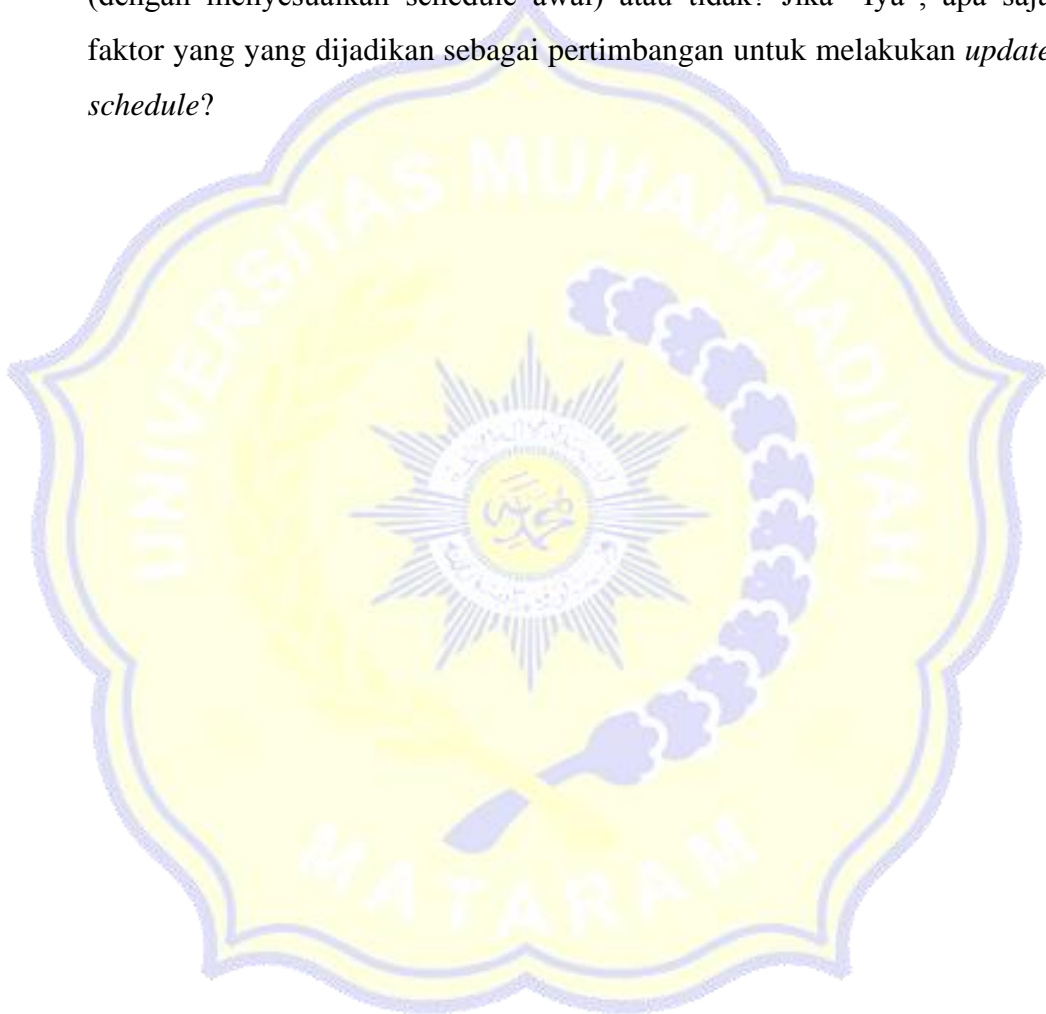 (dengan menyesuaikan schedule awal) atau tidak? Jika “Iya”, apa saja
faktor yang yang dijadikan sebagai pertimbangan untuk melakukan update
schedule?
UNIVERSITAS MUHAMMADIYAH
MATARAM